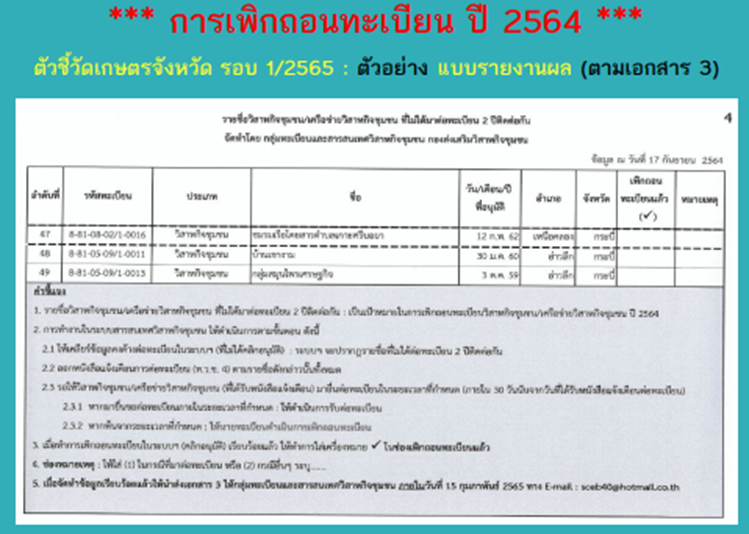 *** การเพิกถอนทะเบียน ปี 2564 ***
ตัวชี้วัดเกษตรจังหวัด รอบ 1/2565 : ตัวอย่าง แบบรายงานผล (ตามเอกสาร 3)
4
รายชื่อวิสาหกิจชุมชน/เครือข่ายวิสาหกิจชุมชน ที่ไม่ได้มาต่อทะเบียน 2 ปีติดต่อกัน
จัดทำโดย กลุ่มทะเบียนและสารสนเทศวิสาหกิจชุมชน กองส่งเสริมวิสาหกิจชุมชน
ข้อมูล ณ วันที่ 17 กันยายน 2564
ลำดับที่ รหัสทะเบียน ประเภท ชื่อ วัน/เดือน/ปี ที่อนุมัติ อำเภอ จังหวัด เพิกถอนทะเบียนแล้ว (✓) หมายเหตุ
47 8-81-08-02/1-0016 วิสาหกิจชุมชน 12 ก.พ. 62 เหนือคลอง กระบี่
48 8-81-05-09/1-0011 วิสาหกิจชุมชน บ้านเขางาม 30 ม.ค. 60 อ่าวลึก กระบี่
49 8-81-05-09/1-0013 วิสาหกิจชุมชน กลุ่มสมุนไพรเศรษฐกิจ 3 ต.ค. 59 อ่าวลึก กระบี่
คำชี้แจง
1. รายชื่อวิสาหกิจชุมชน/เครือข่ายวิสาหกิจชุมชน ที่ไม่ได้มาต่อทะเบียน 2 ปีติดต่อกัน : เป็นเป้าหมายในการเพิกถอนทะเบียนวิสาหกิจชุมชน/เครือข่ายวิสาหกิจชุมชน ปี 2564
2. การทำงานในระบบสารสนเทศวิสาหกิจชุมชน ให้ดำเนินการตามขั้นตอน ดังนี้
2.1 ให้เคลียร์ข้อมูลคงค้างต่อทะเบียนในระบบฯ (ที่ไม่ได้คลิกอนุมัติ) : ระบบฯ จะปรากฏรายชื่อที่ไม่ได้ต่อทะเบียน 2 ปีติดต่อกัน
2.2 ออกหนังสือแจ้งเตือนการต่อทะเบียน (ท.ว.ช. 4) ตามรายชื่อดังกล่าวนั้นทั้งหมด
2.3 รอให้วิสาหกิจชุมชน/เครือข่ายวิสาหกิจชุมชน (ที่ได้รับหนังสือแจ้งเตือน) มายื่นต่อทะเบียนในระยะเวลาที่กำหนด (ภายใน 30 วันนับจากวันที่ได้รับหนังสือแจ้งเตือนต่อทะเบียน)
2.3.1 หากมายื่นขอต่อทะเบียนภายในระยะเวลาที่กำหนด : ให้ดำเนินการรับต่อทะเบียน
2.3.2 หากพ้นจากระยะเวลาที่กำหนด : ให้นายทะเบียนดำเนินการเพิกถอนทะเบียน
3. เมื่อทำการเพิกถอนทะเบียนในระบบฯ (คลิกอนุมัติ) เรียบร้อยแล้ว ให้ทำการใส่เครื่องหมาย ✓ ในช่องเพิกถอนทะเบียนแล้ว
4. ช่องหมายเหตุ : ให้ใส่ (1) ในกรณีที่มาต่อทะเบียน หรือ (2) กรณีอื่นๆ ระบุ......
5. เมื่อจัดทำข้อมูลเรียบร้อยแล้วให้นำส่งเอกสาร 3 ให้กลุ่มทะเบียนและสารสนเทศวิสาหกิจชุมชน ภายในวันที่ 15 กุมภาพันธ์ 2565 ทาง E-mail : sceb40@hotmail.co.th